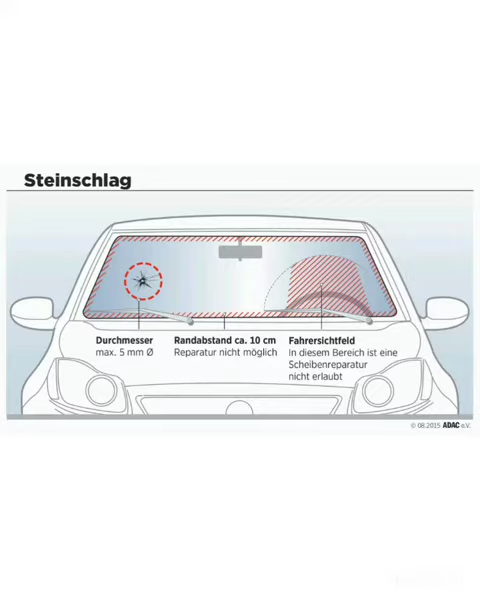 Steinschlag
Durchmesser
max. 5 mm Ø
Randabstand ca. 10 cm
Reparatur nicht möglich
Fahrersichtfeld
In diesem Bereich ist eine
Scheibenreparatur
nicht erlaubt
© 08.2015 ADAC e.V.